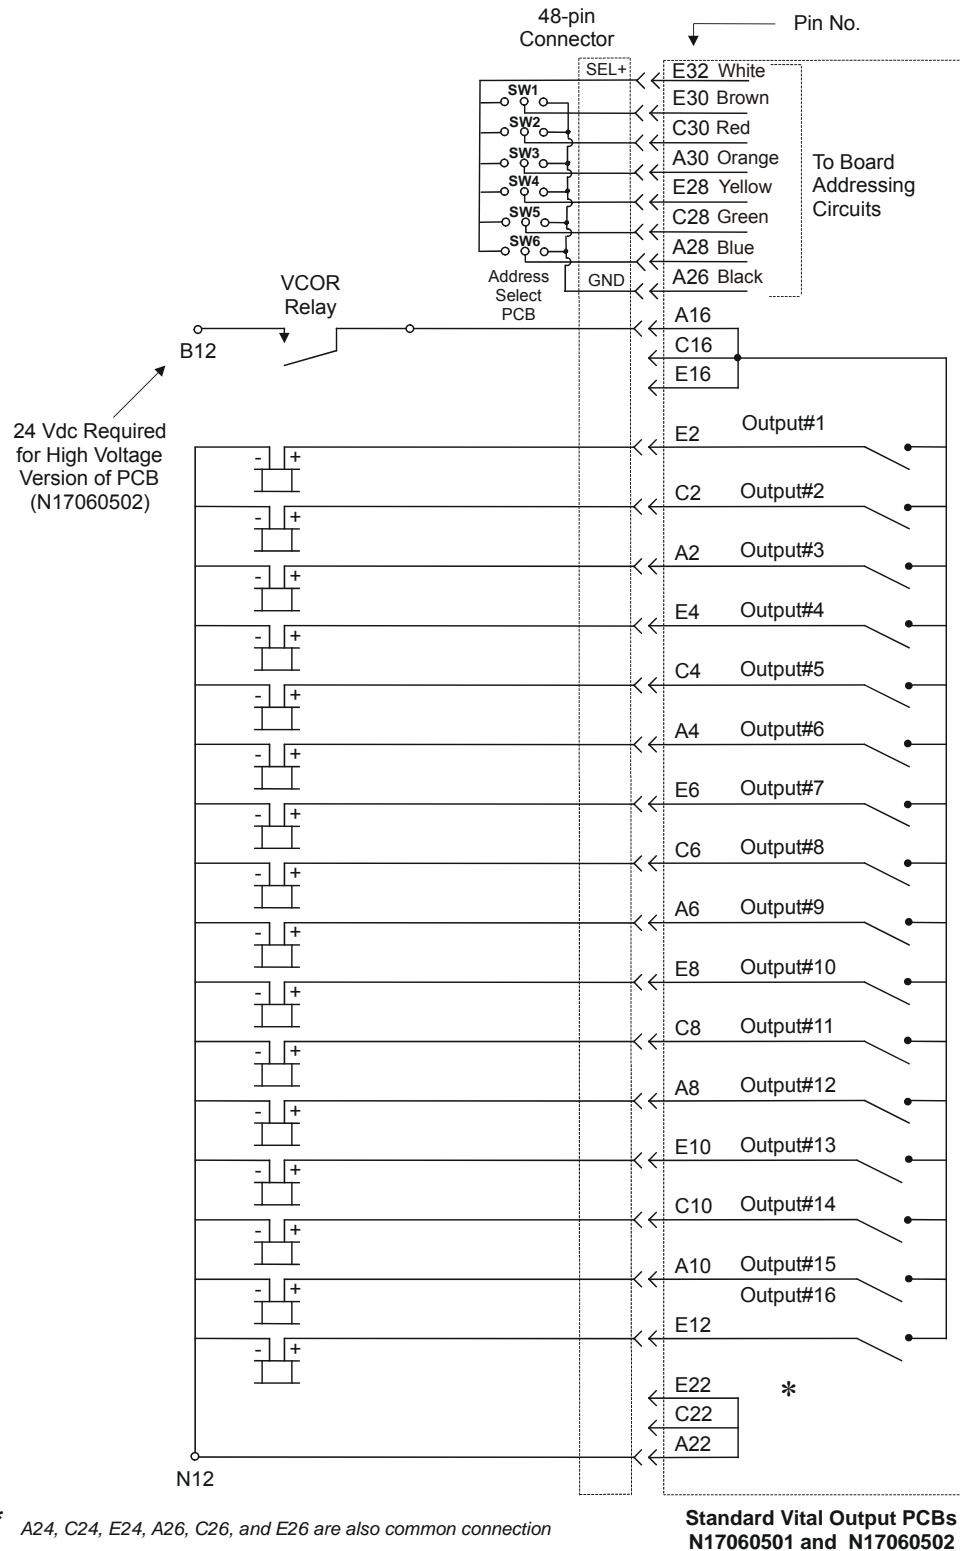 48-pin
Connector
Pin No.
SEL+
E32 White
SW1
E30 Brown
SW2
C30 Red
SW3
A30 Orange
SW4
E28 Yellow
SW5
C28 Green
SW6
A28 Blue
GND
A26 Black
To Board
Addressing
Circuits
Address
Select
PCB
VCOR
Relay
B12
A16
C16
E16
24 Vdc Required
for High Voltage
Version of PCB
(N17060502)
- + E2 Output#1
- + C2 Output#2
- + A2 Output#3
- + E4 Output#4
- + C4 Output#5
- + A4 Output#6
- + E6 Output#7
- + C6 Output#8
- + A6 Output#9
- + E8 Output#10
- + C8 Output#11
- + A8 Output#12
- + E10 Output#13
- + C10 Output#14
- + A10 Output#15
Output#16
- + E12
E22 *
C22
A22
N12
* A24, C24, E24, A26, C26, and E26 are also common connection
Standard Vital Output PCBs
N17060501 and N17060502